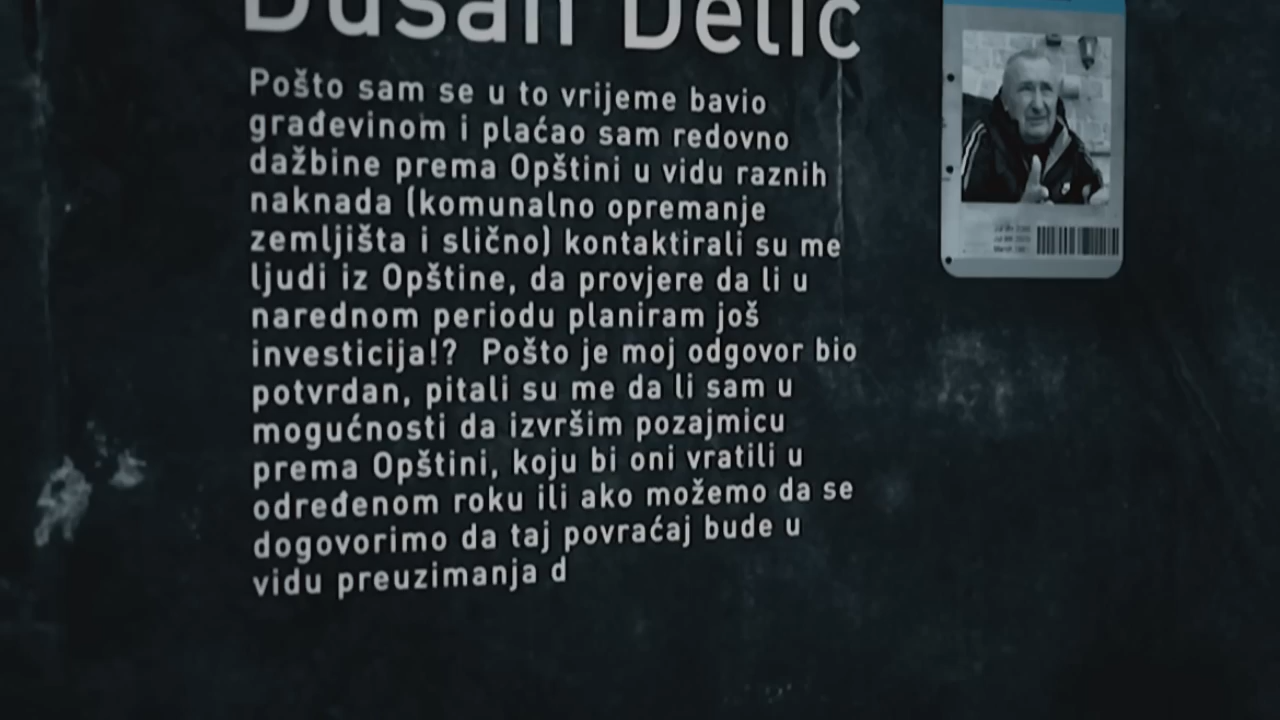 Dušan Delić
Pošto sam se u to vrijeme bavio
građevinom i plaćao sam redovno
dažbine prema Opštini u vidu raznih
naknada (komunalno opremanje
zemljišta i slično) kontaktirali su me
ljudi iz Opštine, da provjere da li u
narednom periodu planiram još
investicija!?  Pošto je moj odgovor bio
potvrdan, pitali su me da li sam u
mogućnosti da izvršim pozajmicu
prema Opštini, koju bi oni vratili u
određenom roku ili ako možemo da se
dogovorimo da taj povraćaj bude u
vidu preuzimanja d